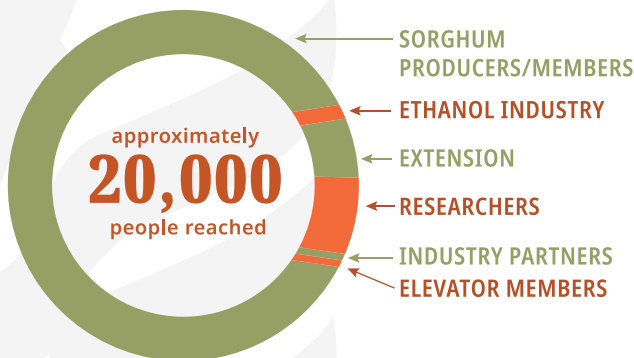 SORGHUM
PRODUCERS/MEMBERS
ETHANOL INDUSTRY
approximately
20,000
people reached
EXTENSION
RESEARCHERS
INDUSTRY PARTNERS
ELEVATOR MEMBERS